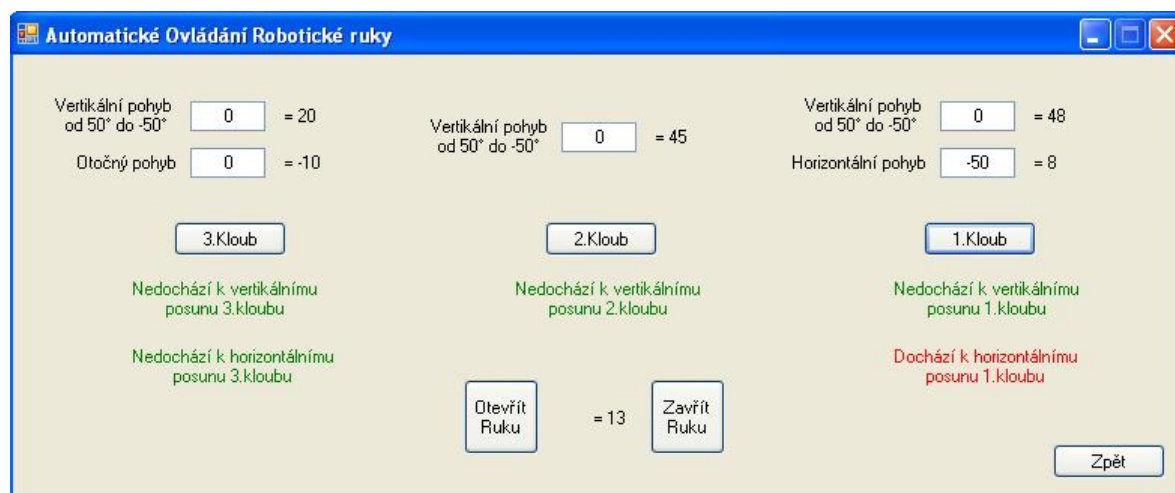 Automatické Ovládání Robotické ruky
Vertikální pohyb
od 50° do -50°
0
= 20
Otočný pohyb
0
= -10
3.Kloub
Nedochází k vertikálnímu
posunu 3.kloubu
Nedochází k horizontálnímu
posunu 3.kloubu
Vertikální pohyb
od 50° do -50°
0
= 45
2.Kloub
Nedochází k vertikálnímu
posunu 2.kloubu
Otevřít
Ruku
= 13
Zavřít
Ruku
Vertikální pohyb
od 50° do -50°
0
= 48
Horizontální pohyb
-50
= 8
1.Kloub
Nedochází k vertikálnímu
posunu 1.kloubu
Dochází k horizontálnímu
posunu 1.kloubu
Zpět